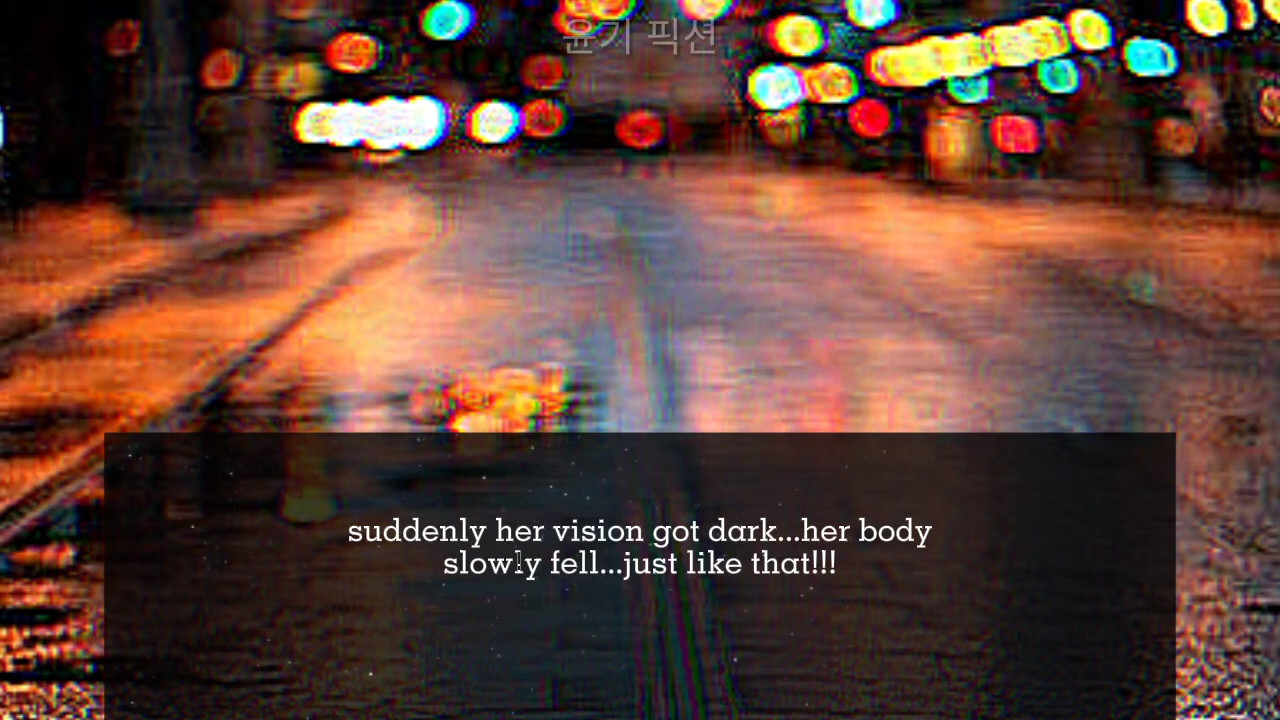 윤기 픽션
suddenly her vision got dark...her body
slowly fell...just like that!!!